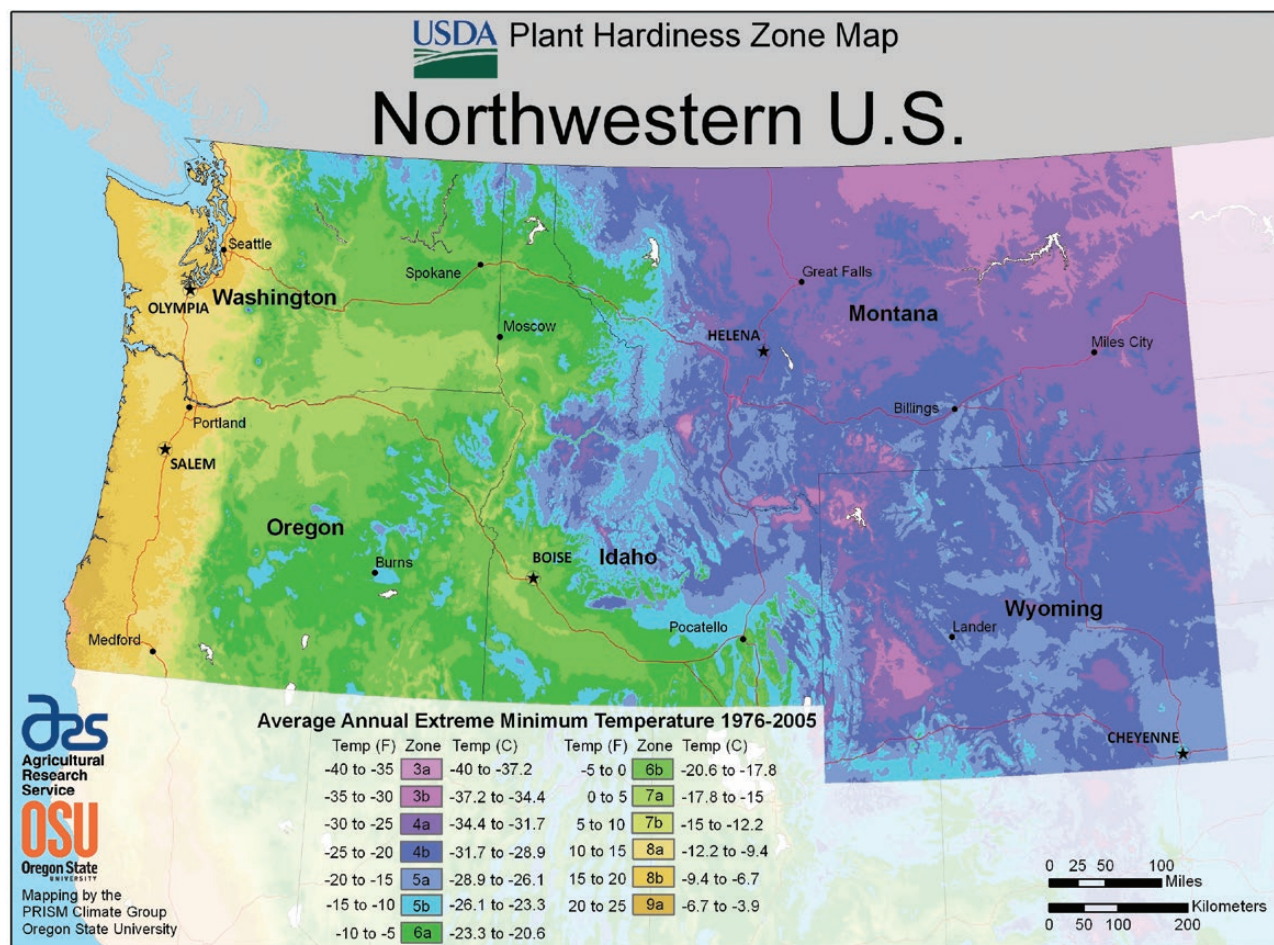 USDA Plant Hardiness Zone Map
Northwestern U.S.
Seattle
Spokane
OLYMPIA
Washington
Moscow
Great Falls
HELENA
Montana
Miles City
Billings
Portland
SALEM
Oregon
BOISE
Idaho
Burns
Wyoming
Medford
Pocatello
Lander
CHEYENNE
ars
Agricultural
Research
Service
OSU
Oregon State
UNIVERSITY
Mapping by the
PRISM Climate Group
Oregon State University
Average Annual Extreme Minimum Temperature 1976-2005
Temp (F) Zone Temp (C) Temp (F) Zone Temp (C)
-40 to -35 3a -40 to -37.2 -5 to 0 6b -20.6 to -17.8
-35 to -30 3b -37.2 to -34.4 0 to 5 7a -17.8 to -15
-30 to -25 4a -34.4 to -31.7 5 to 10 7b -15 to -12.2
-25 to -20 4b -31.7 to -28.9 10 to 15 8a -12.2 to -9.4
-20 to -15 5a -28.9 to -26.1 15 to 20 8b -9.4 to -6.7
-15 to -10 5b -26.1 to -23.3 20 to 25 9a -6.7 to -3.9
-10 to -5 6a -23.3 to -20.6
0 25 50 100
Miles
Kilometers
0 50 100 200